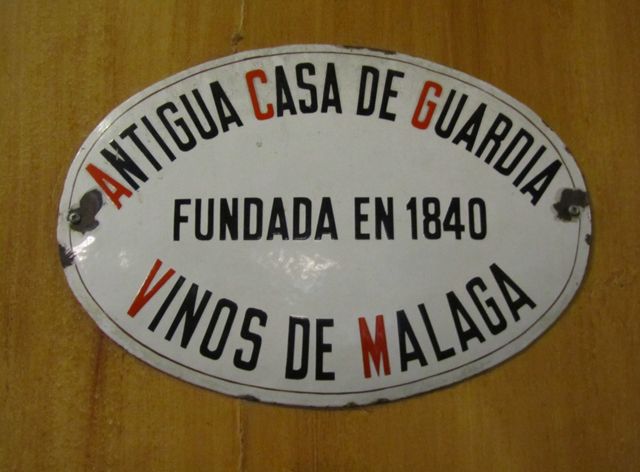 ANTIGUA CASA DE GUARDIA
FUNDADA EN 1840
VINOS DE MALAGA